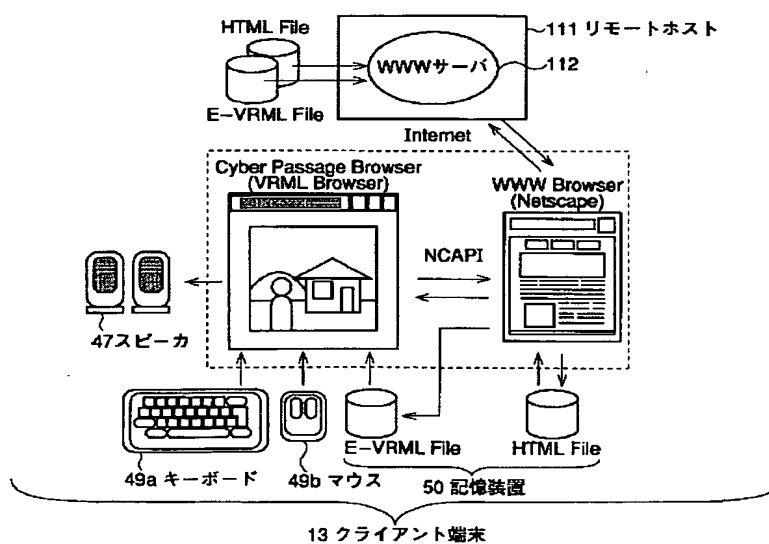 HTML File
111 リモートホスト
WWWサーバ
112
E-VRML File
Internet
Cyber Passage Browser
(VRML Browser)
WWW Browser
(Netscape)
NCAPI
47スピーカ
E-VRML File
HTML File
49a キーボード
49b マウス
50 記憶装置
13 クライアント端末